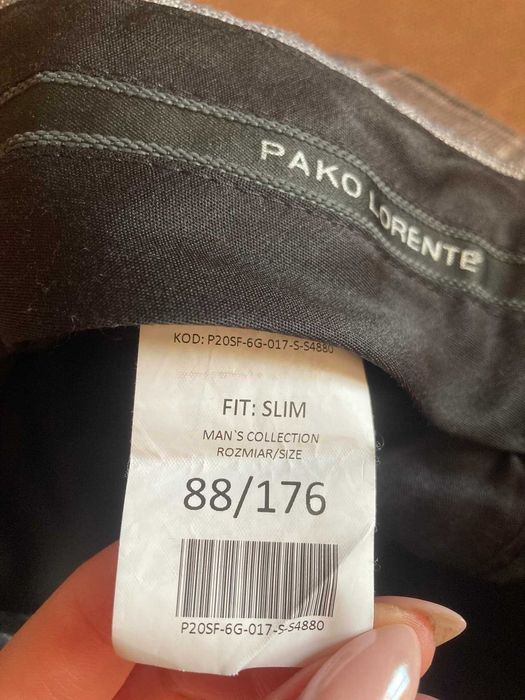 PAKO LORENTE
KOD: P20SF-6G-017-S-S4880
FIT: SLIM
MAN`S COLLECTION
ROZMIAR/SIZE
88/176
P20SF-6G-017-S-S4880